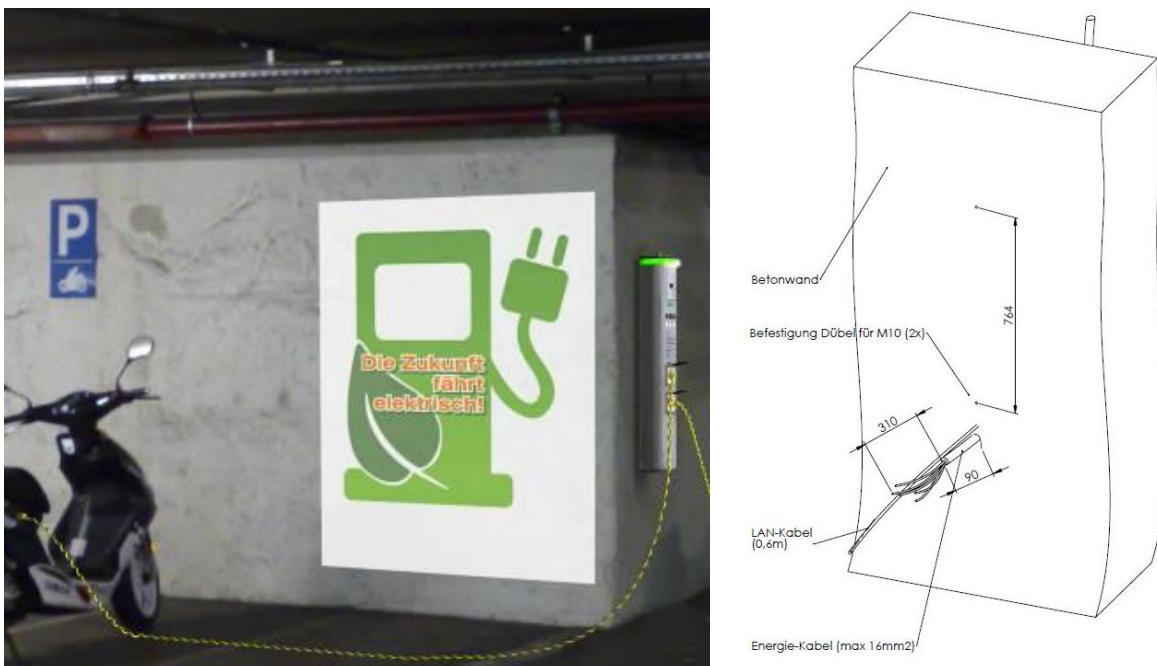 P
Die Zukunft
fährt
elektrisch!
Betonwand
764
Befestigung Dübel für M10 (2x)
310
90
LAN-Kabel
(0,6m)
Energie-Kabel (max 16mm2)